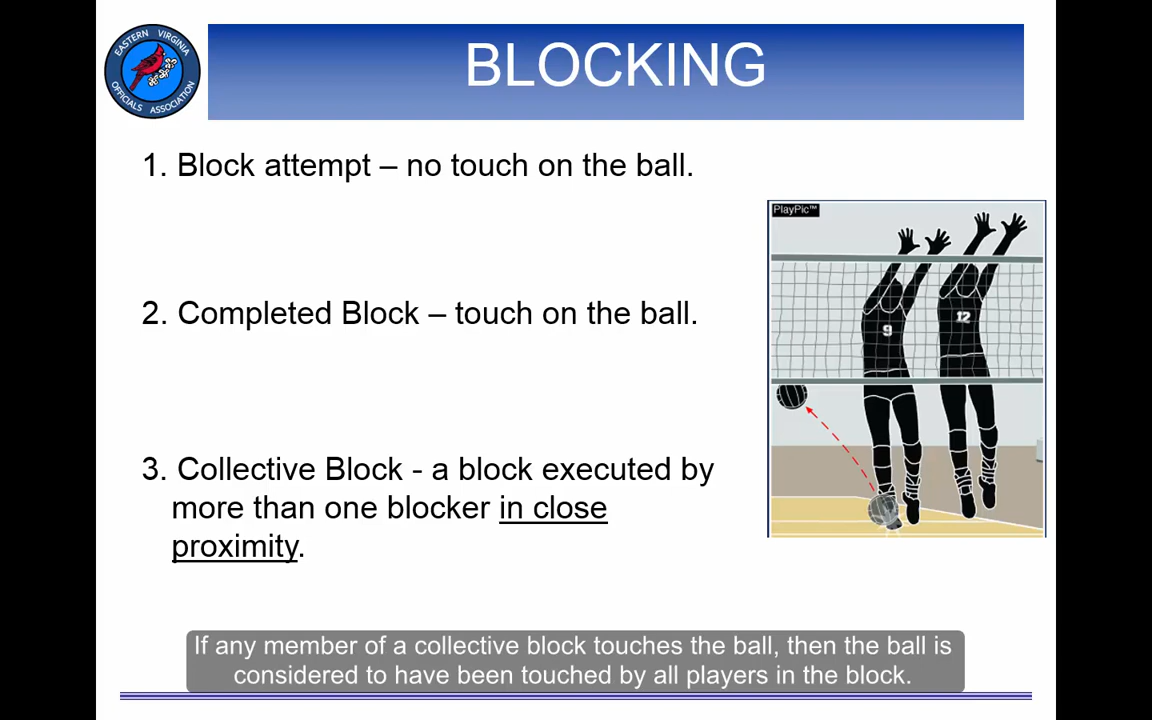 EASTERN VIRGINIA
OFFICIALS ASSOCIATION
BLOCKING
1. Block attempt – no touch on the ball.
PlayPic™
9
12
2. Completed Block – touch on the ball.
3. Collective Block - a block executed by
more than one blocker in close
proximity.
If any member of a collective block touches the ball, then the ball is
considered to have been touched by all players in the block.